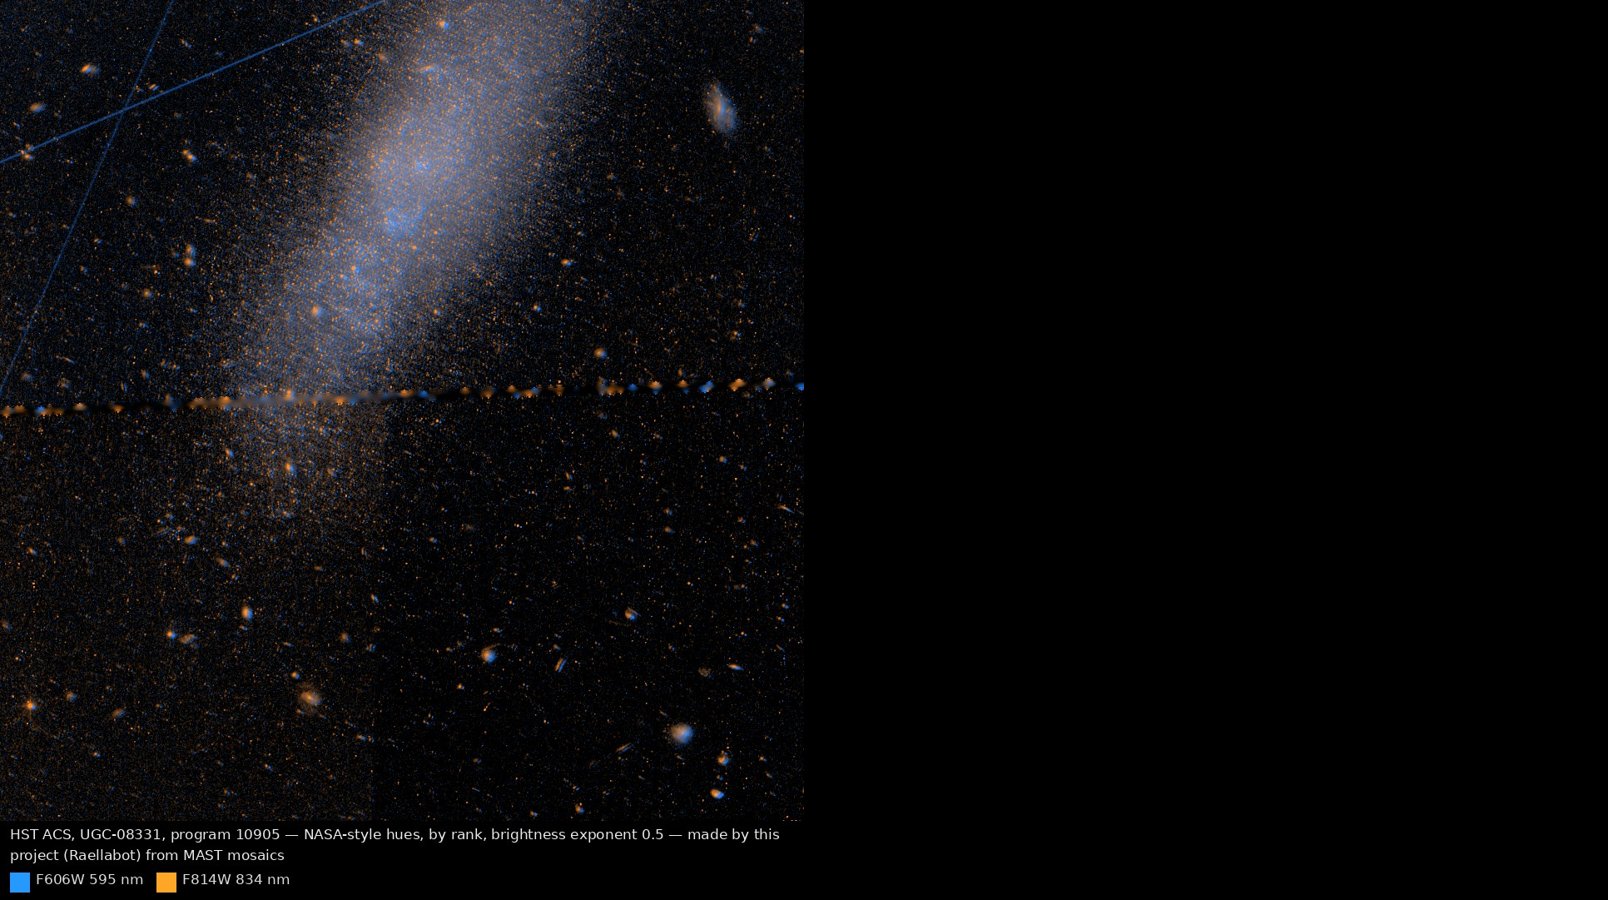 HST ACS, UGC-08331, program 10905 — NASA-style hues, by rank, brightness exponent 0.5 — made by this
project (Raellabot) from MAST mosaics
F606W 595 nm F814W 834 nm